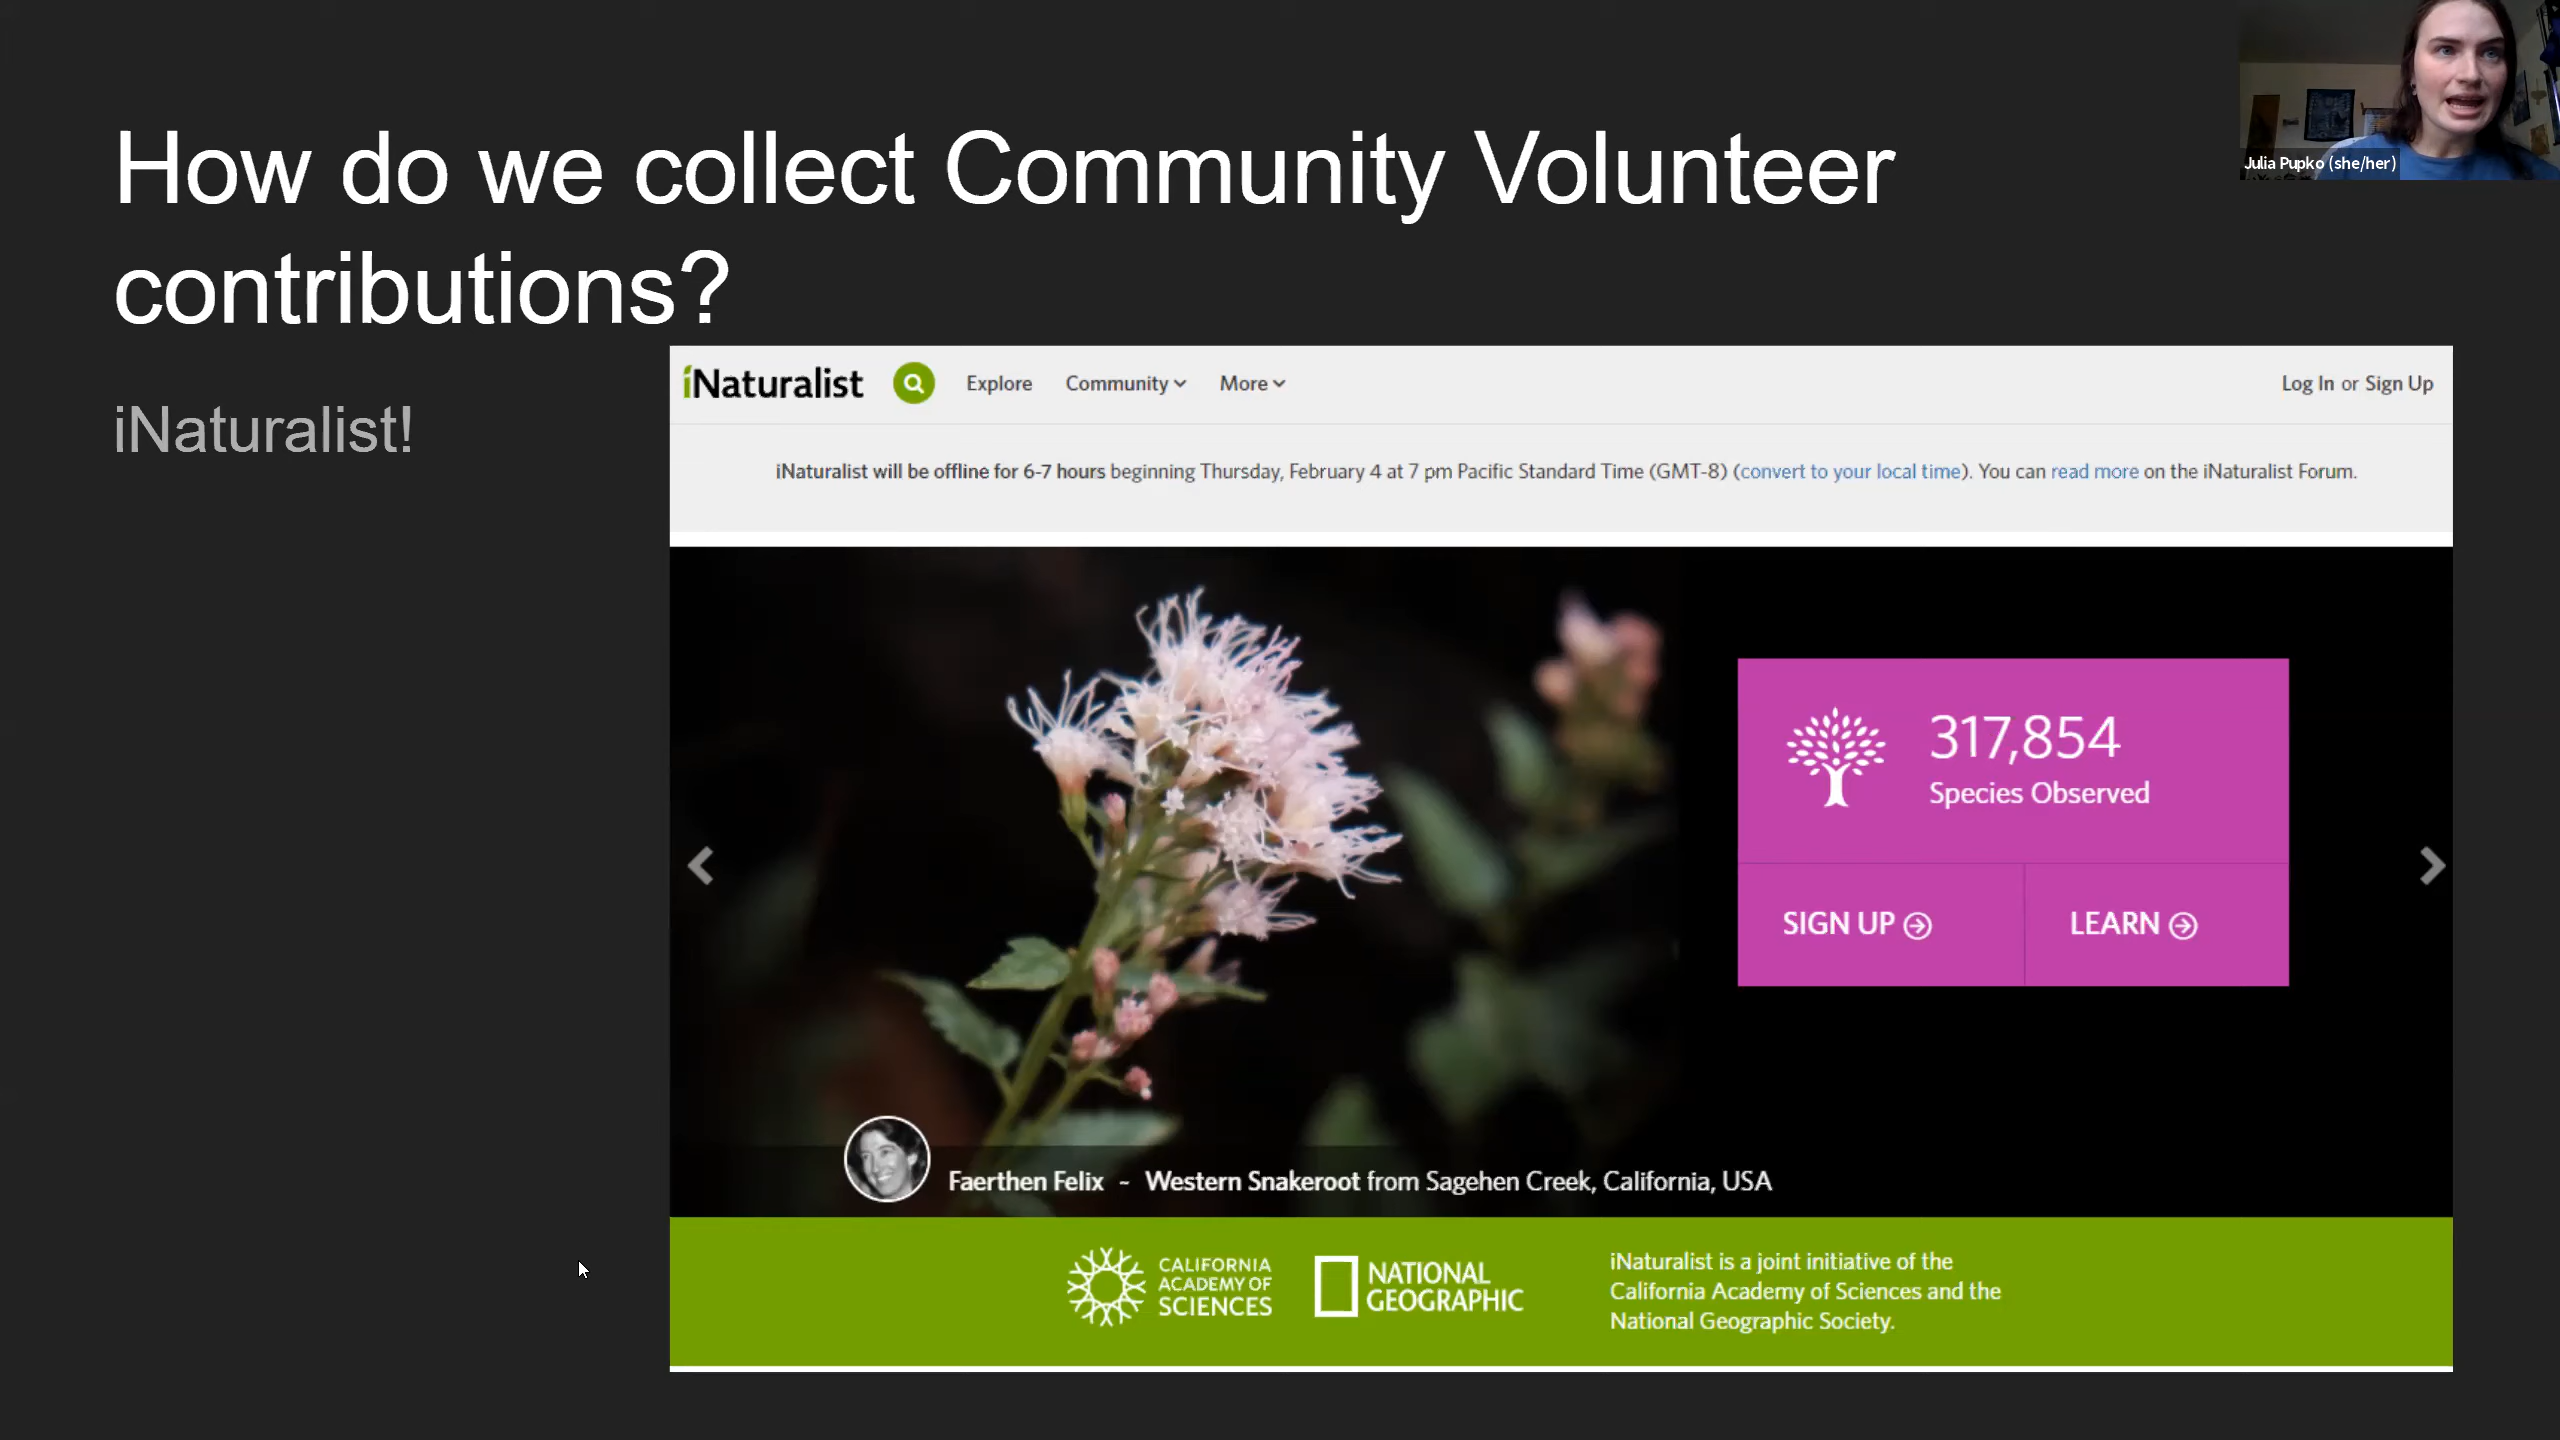 How do we collect Community Volunteer
contributions?
Julia Pupko (she/her)
iNaturalist!
iNaturalist Explore Community More Log In or Sign Up
iNaturalist will be offline for 6-7 hours beginning Thursday, February 4 at 7 pm Pacific Standard Time (GMT-8) (convert to your local time). You can read more on the iNaturalist Forum.
317,854
Species Observed
SIGN UP LEARN
Faerthen Felix ~ Western Snakeroot from Sagehen Creek, California, USA
CALIFORNIA
ACADEMY OF
SCIENCES
NATIONAL
GEOGRAPHIC
iNaturalist is a joint initiative of the
California Academy of Sciences and the
National Geographic Society.